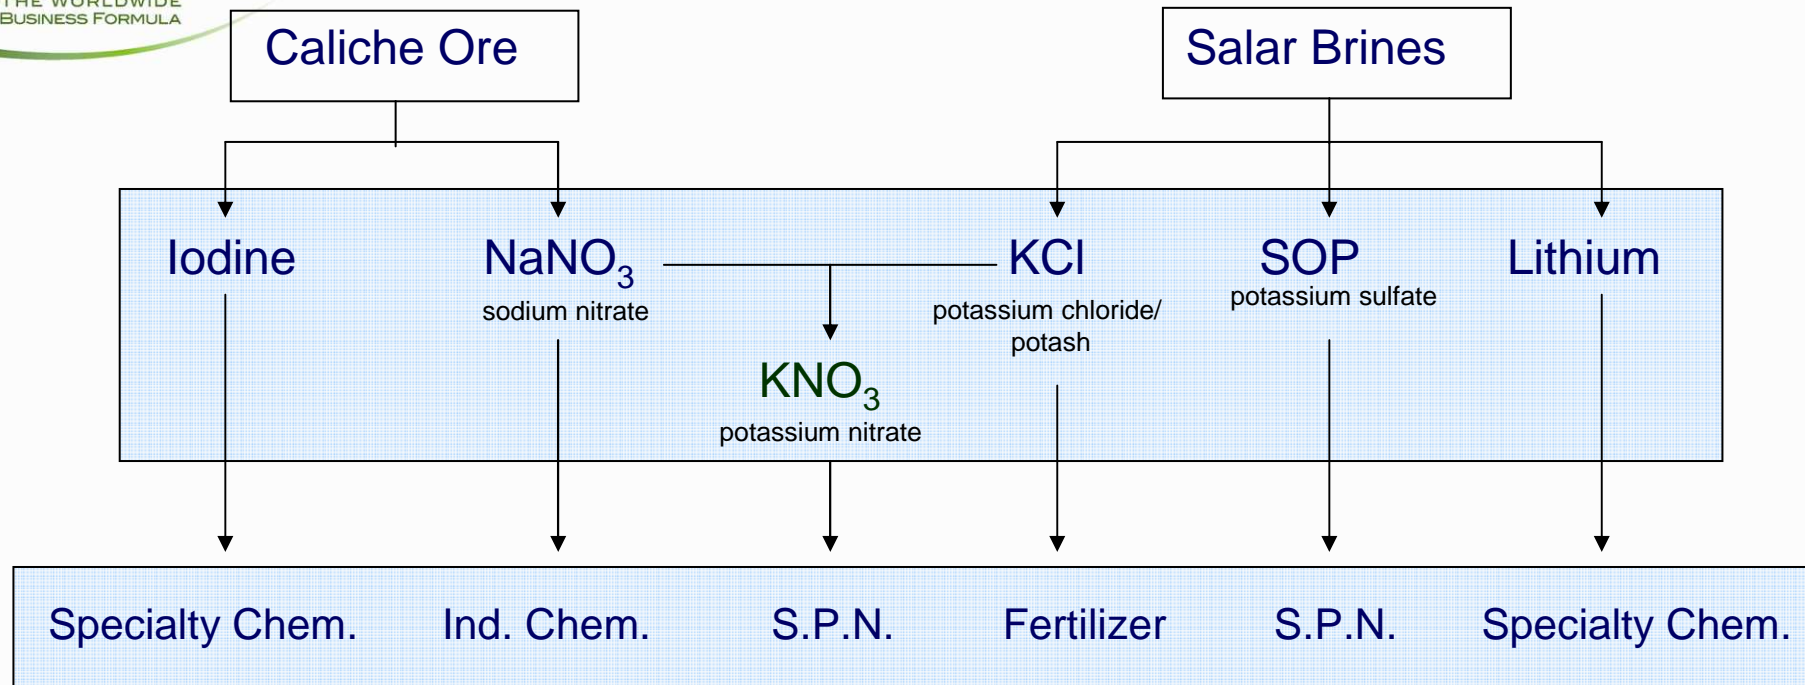 THE WORLDWIDE
BUSINESS FORMULA
Caliche Ore
Salar Brines
Iodine
NaNO₃
sodium nitrate
KCl
potassium chloride/
potash
SOP
potassium sulfate
Lithium
KNO₃
potassium nitrate
Specialty Chem.
Ind. Chem.
S.P.N.
Fertilizer
S.P.N.
Specialty Chem.